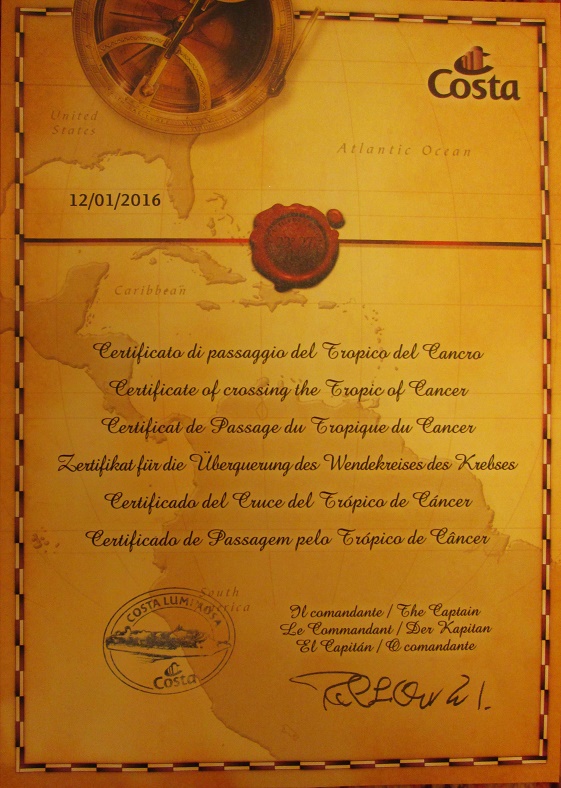 Costa
United
States
Atlantic Ocean
12/01/2016
Caribbean
Certificato di passaggio del Tropico del Cancro
Certificate of crossing the Tropic of Cancer
Certificat de Passage du Tropique du Cancer
Zertifikat für die Überquerung des Wendekreises des Krebses
Certificado del Cruce del Trópico de Cáncer
Certificado de Passagem pelo Trópico de Câncer
South
America
COSTA LUMINOSA
Costa
Il comandante / The Captain
Le Commandant / Der Kapitan
El Capitán / O comandante